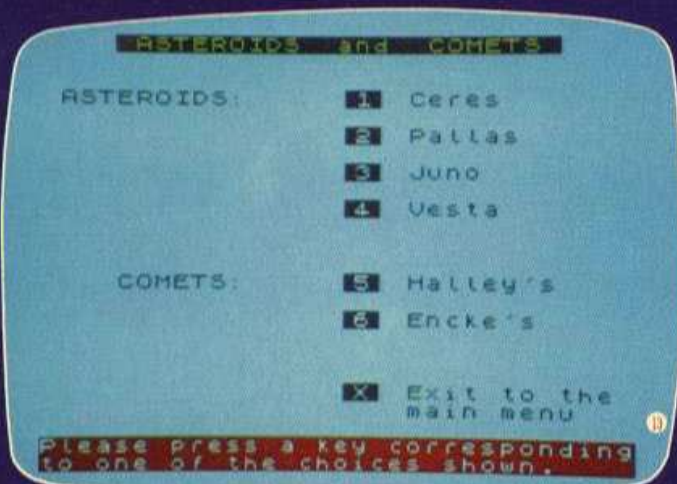 ASTEROIDS and COMETS
ASTEROIDS: 1 Ceres
2 Pallas
3 Juno
4 Vesta
COMETS: 5 Halley's
6 Encke's
X Exit to the
main menu
Please press a key corresponding
to one of the choices shown.